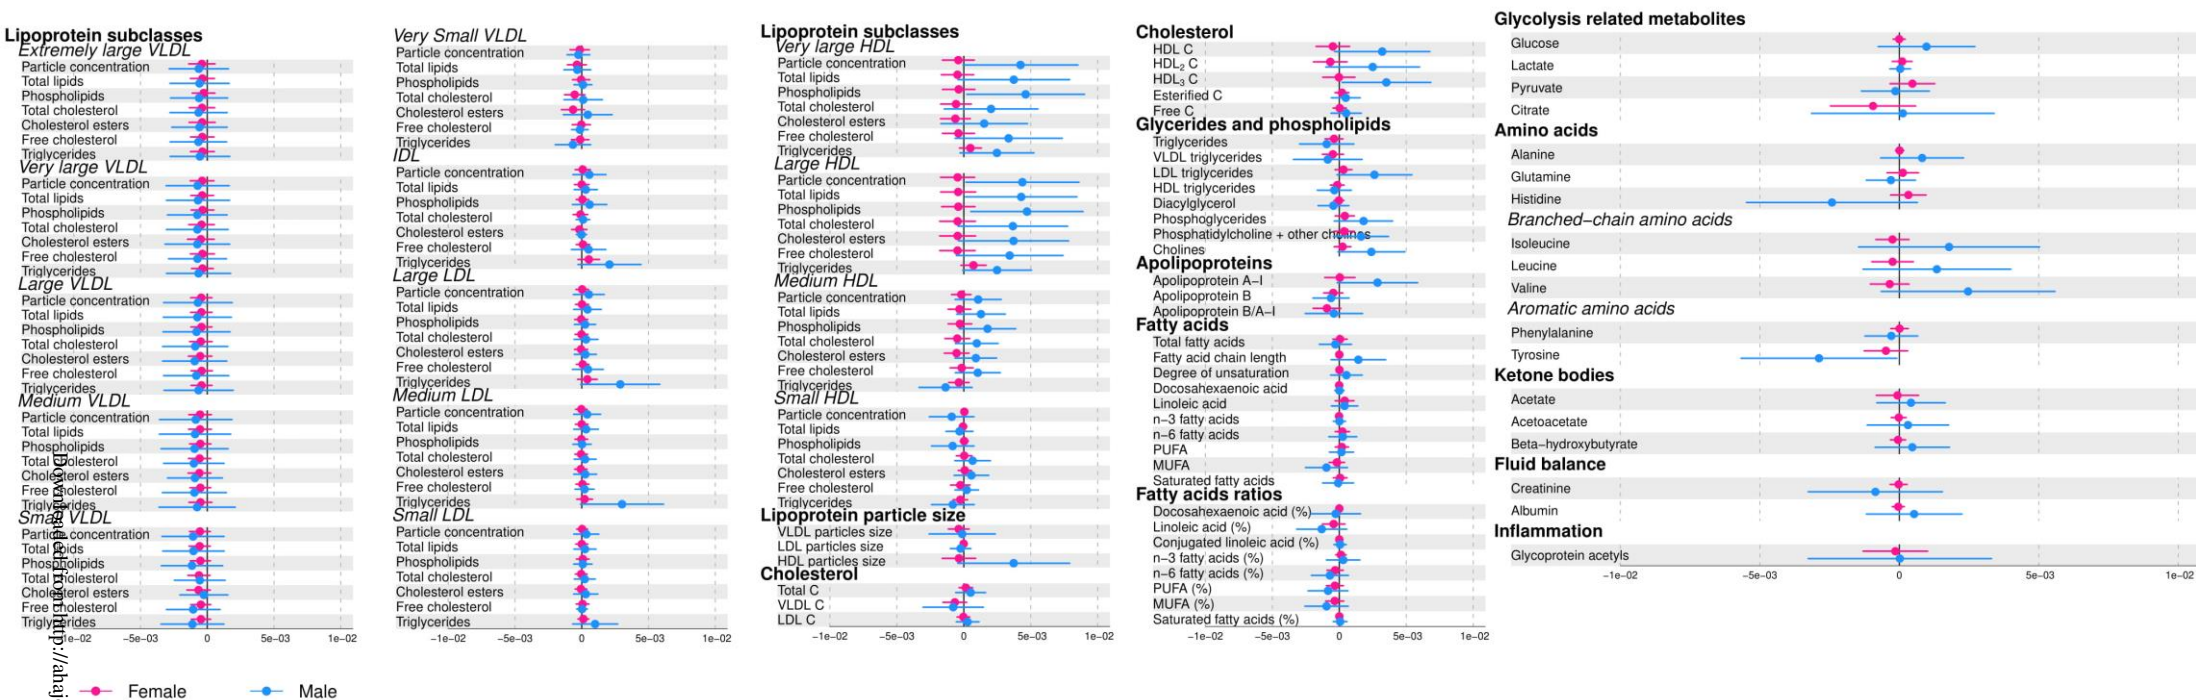 Lipoprotein subclasses
Extremely large VLDL
Particle concentration
Total lipids
Phospholipids
Total cholesterol
Cholesterol esters
Free cholesterol
Triglycerides
Very large VLDL
Particle concentration
Total lipids
Phospholipids
Total cholesterol
Cholesterol esters
Free cholesterol
Triglycerides
Large VLDL
Particle concentration
Total lipids
Phospholipids
Total cholesterol
Cholesterol esters
Free cholesterol
Triglycerides
Medium VLDL
Particle concentration
Total lipids
Phospholipids
Total cholesterol
Cholesterol esters
Free cholesterol
Triglycerides
Small VLDL
Particle concentration
Total lipids
Phospholipids
Total cholesterol
Cholesterol esters
Free cholesterol
Triglycerides
−1e−02 −5e−03 0 5e−03 1e−02
Very Small VLDL
Particle concentration
Total lipids
Phospholipids
Total cholesterol
Cholesterol esters
Free cholesterol
Triglycerides
IDL
Particle concentration
Total lipids
Phospholipids
Total cholesterol
Cholesterol esters
Free cholesterol
Triglycerides
Large LDL
Particle concentration
Total lipids
Phospholipids
Total cholesterol
Cholesterol esters
Free cholesterol
Triglycerides
Medium LDL
Particle concentration
Total lipids
Phospholipids
Total cholesterol
Cholesterol esters
Free cholesterol
Triglycerides
Small LDL
Particle concentration
Total lipids
Phospholipids
Total cholesterol
Cholesterol esters
Free cholesterol
Triglycerides
−1e−02 −5e−03 0 5e−03 1e−02
Lipoprotein subclasses
Very large HDL
Particle concentration
Total lipids
Phospholipids
Total cholesterol
Cholesterol esters
Free cholesterol
Triglycerides
Large HDL
Particle concentration
Total lipids
Phospholipids
Total cholesterol
Cholesterol esters
Free cholesterol
Triglycerides
Medium HDL
Particle concentration
Total lipids
Phospholipids
Total cholesterol
Cholesterol esters
Free cholesterol
Triglycerides
Small HDL
Particle concentration
Total lipids
Phospholipids
Total cholesterol
Cholesterol esters
Free cholesterol
Triglycerides
Lipoprotein particle size
VLDL particles size
LDL particles size
HDL particles size
Cholesterol
Total C
VLDL C
LDL C
−1e−02 −5e−03 0 5e−03 1e−02
Cholesterol
HDL C
HDL₂ C
HDL₃ C
Esterified C
Free C
Glycerides and phospholipids
Triglycerides
VLDL triglycerides
LDL triglycerides
HDL triglycerides
Diacylglycerol
Phosphoglycerides
Phosphatidylcholine + other cholines
Cholines
Apolipoproteins
Apolipoprotein A−I
Apolipoprotein B
Apolipoprotein B/A−I
Fatty acids
Total fatty acids
Fatty acid chain length
Degree of unsaturation
Docosahexaenoic acid
Linoleic acid
n−3 fatty acids
n−6 fatty acids
PUFA
MUFA
Saturated fatty acids
Fatty acids ratios
Docosahexaenoic acid (%)
Linoleic acid (%)
Conjugated linoleic acid (%)
n−3 fatty acids (%)
n−6 fatty acids (%)
PUFA (%)
MUFA (%)
Saturated fatty acids (%)
−1e−02 −5e−03 0 5e−03 1e−02
Glycolysis related metabolites
Glucose
Lactate
Pyruvate
Citrate
Amino acids
Alanine
Glutamine
Histidine
Branched−chain amino acids
Isoleucine
Leucine
Valine
Aromatic amino acids
Phenylalanine
Tyrosine
Ketone bodies
Acetate
Acetoacetate
Beta−hydroxybutyrate
Fluid balance
Creatinine
Albumin
Inflammation
Glycoprotein acetyls
−1e−02 −5e−03 0 5e−03 1e−02
Downloaded from http://ahaj
Female Male